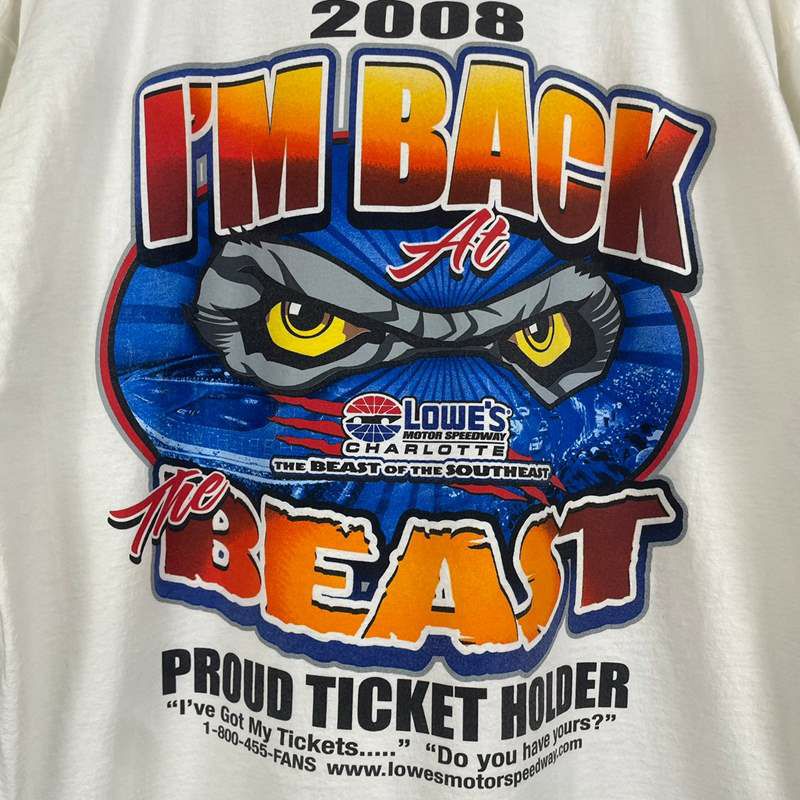 2008
I'M BACK
At
LOWE'S
MOTOR SPEEDWAY
CHARLOTTE
THE BEAST OF THE SOUTHEAST
The
BEAST
PROUD TICKET HOLDER
"I've Got My Tickets....." "Do you have yours?"
1-800-455-FANS www.lowesmotorspeedway.com